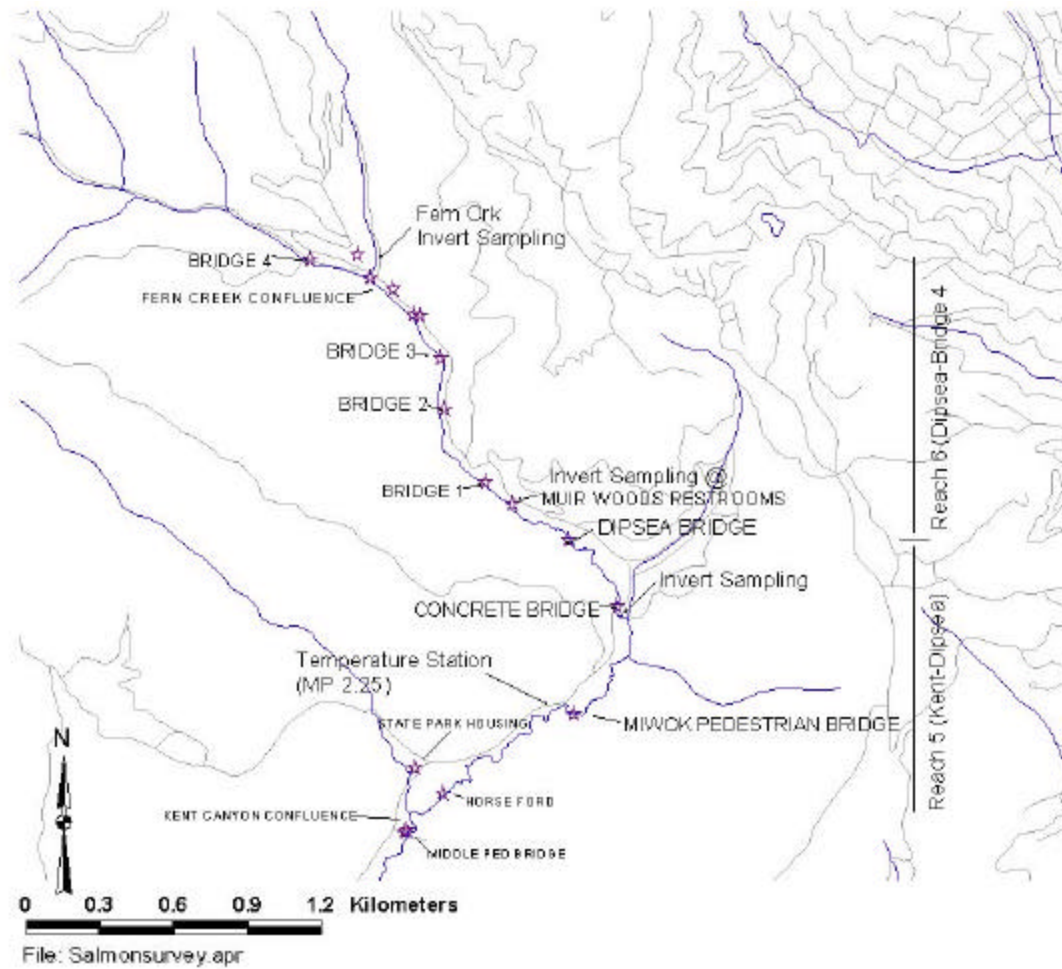 Fern Crk
Invert Sampling
BRIDGE 4
FERN CREEK CONFLUENCE
BRIDGE 3
BRIDGE 2
BRIDGE 1
Invert Sampling @
MUIR WOODS RESTROOMS
DIPSEA BRIDGE
Invert Sampling
CONCRETE BRIDGE
Temperature Station
(MP 2.25)
STATE PARK HOUSING
MIWOK PEDESTRIAN BRIDGE
HORSE FORD
KENT CANYON CONFLUENCE
MIDDLE PED BRIDGE
Reach 6 (Dipsea-Bridge 4
Reach 5 (Kent-Dipsea)
N
0 0.3 0.6 0.9 1.2 Kilometers
File: Salmonsurvey.apr